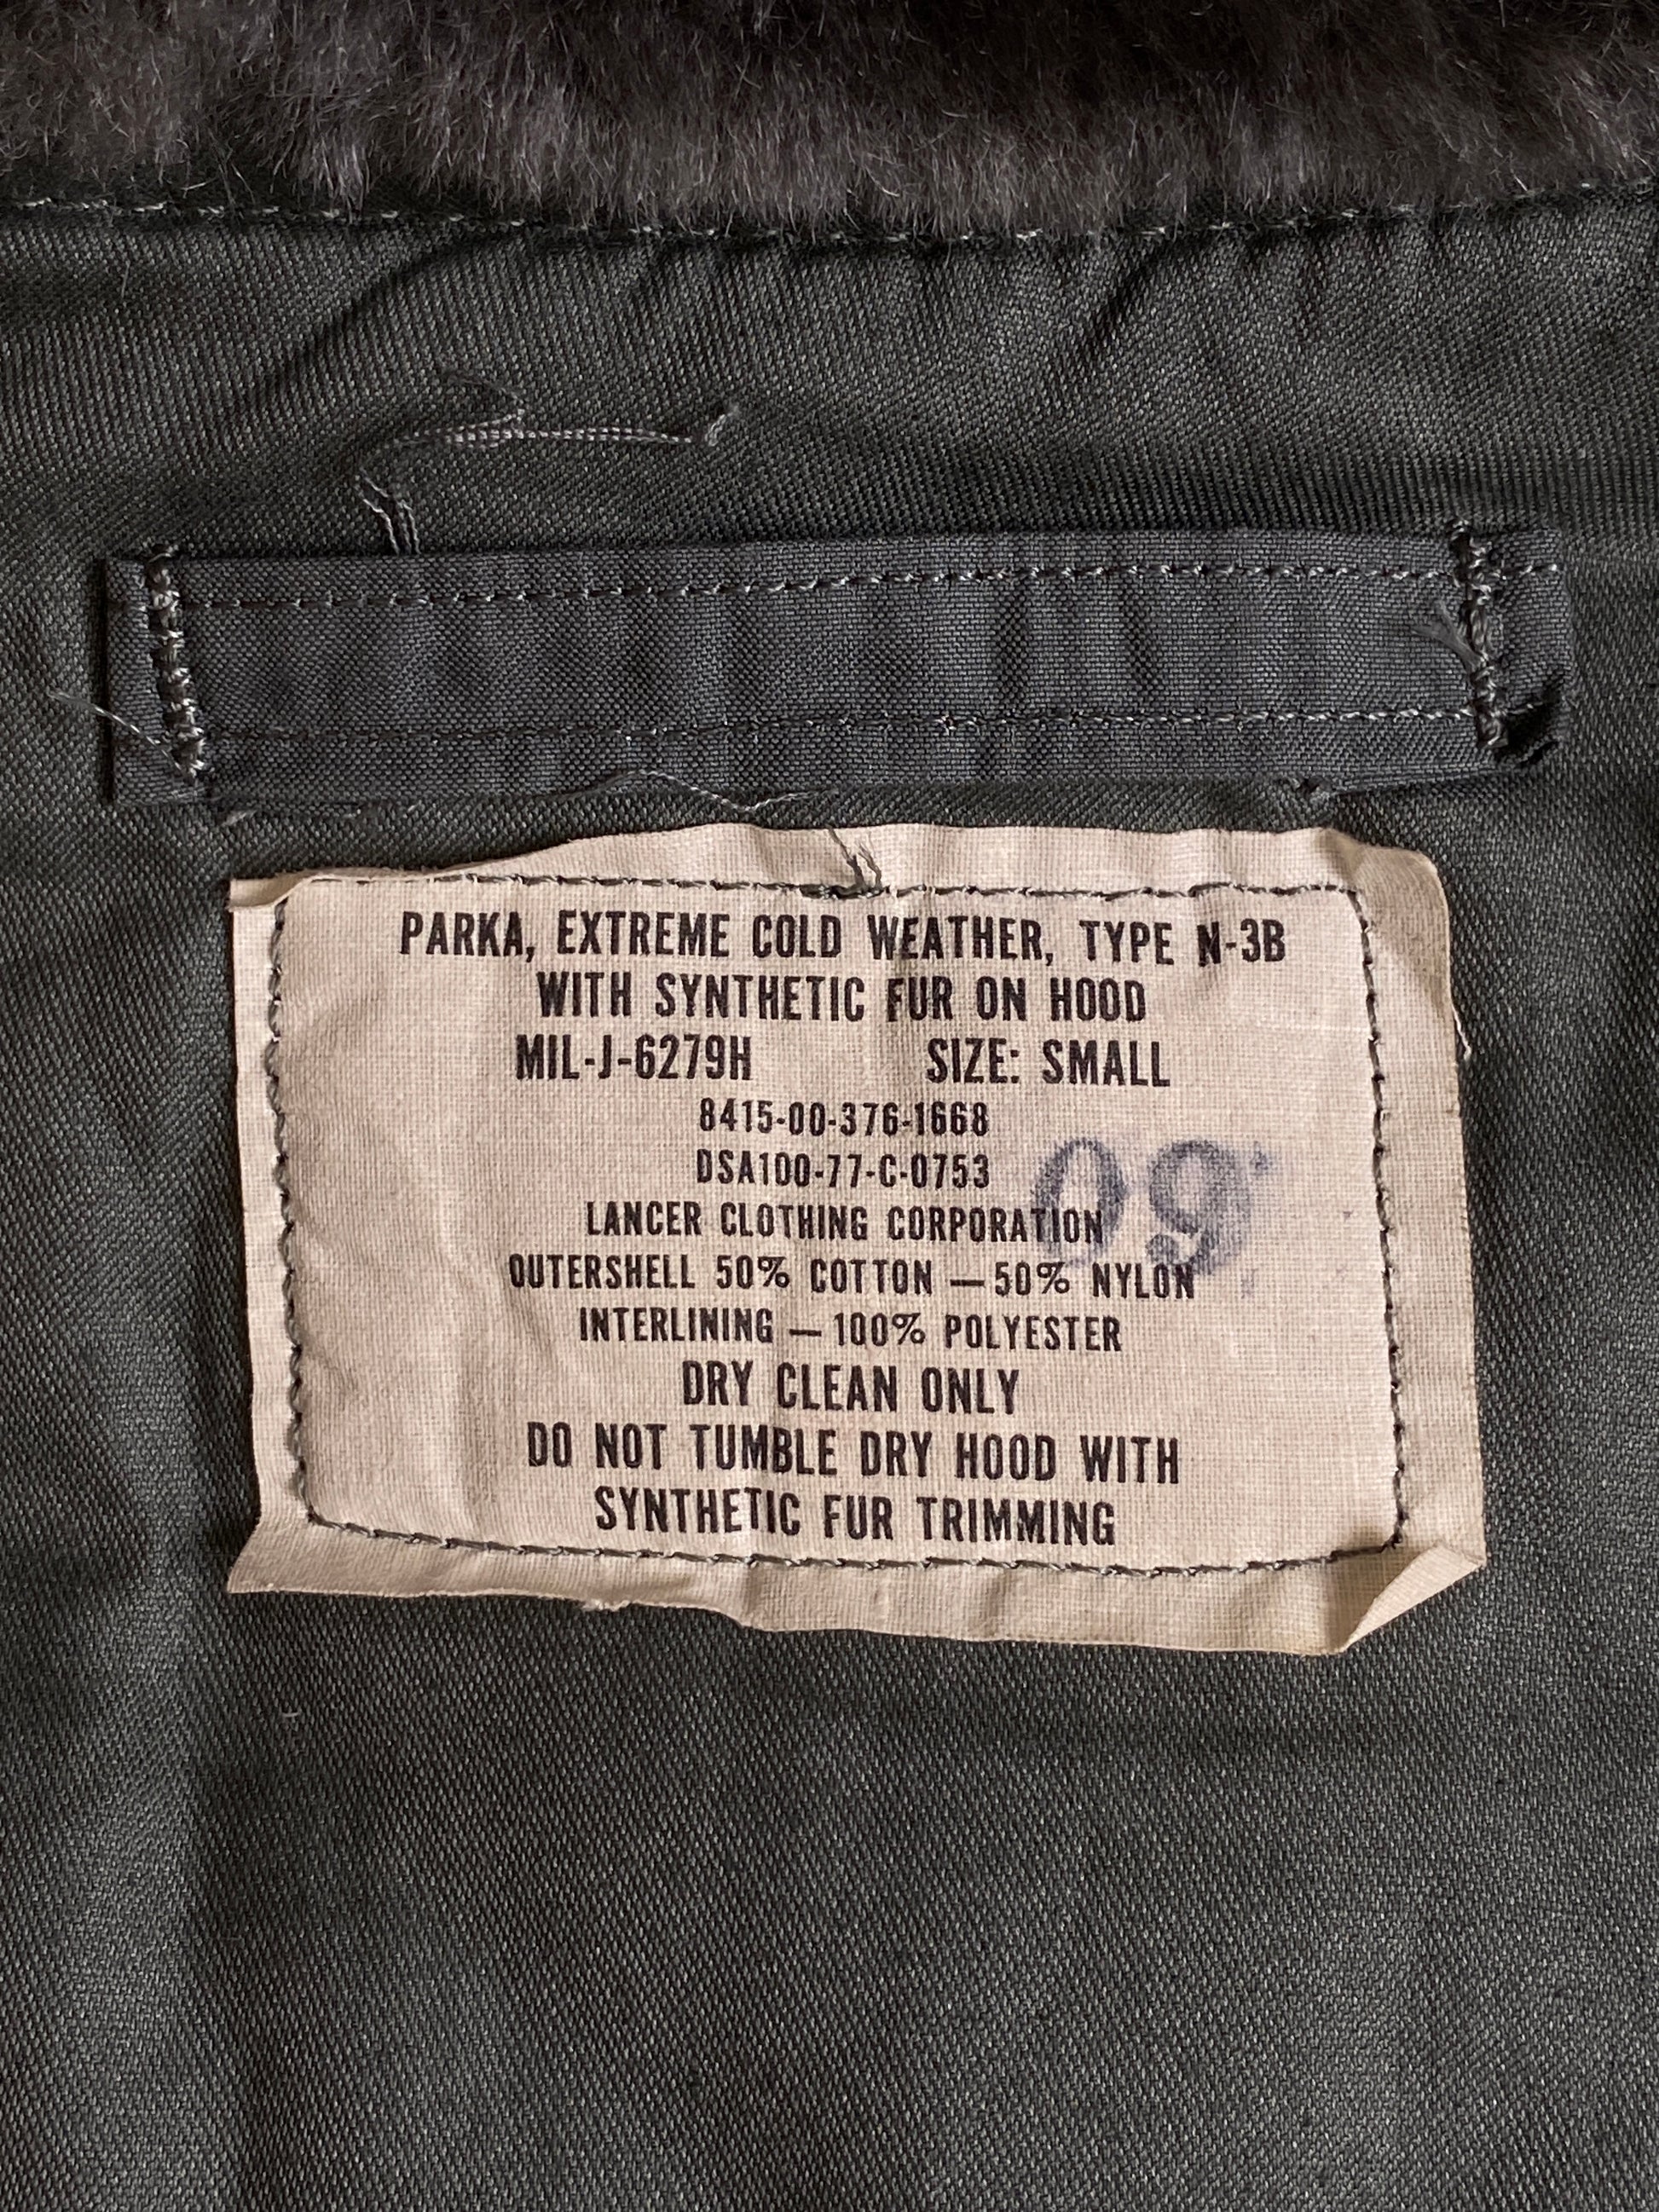 PARKA, EXTREME COLD WEATHER, TYPE N-3B
WITH SYNTHETIC FUR ON HOOD
MIL-J-6279H SIZE: SMALL
8415-00-376-1668
DSA100-77-C-0753
09
LANCER CLOTHING CORPORATION
OUTERSHELL 50% COTTON — 50% NYLON
INTERLINING — 100% POLYESTER
DRY CLEAN ONLY
DO NOT TUMBLE DRY HOOD WITH
SYNTHETIC FUR TRIMMING